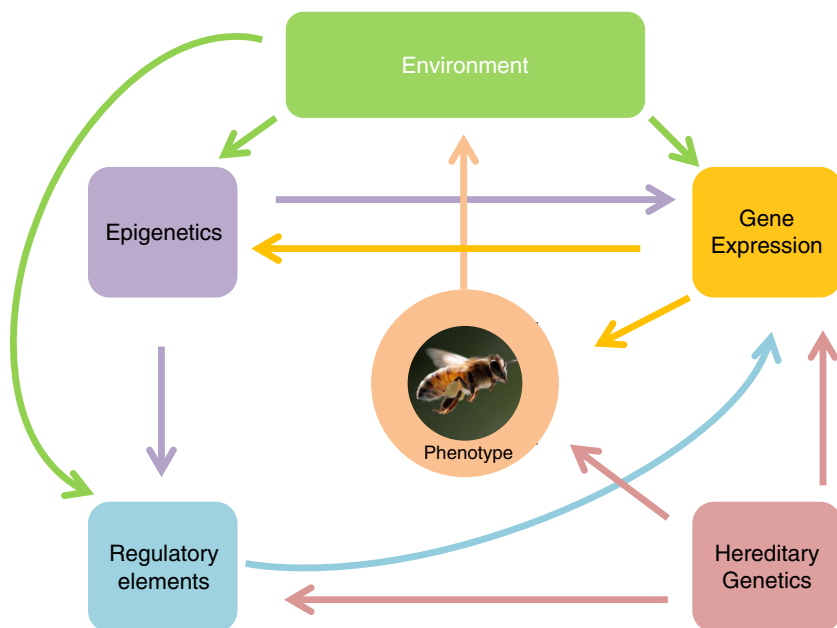 Environment
Epigenetics
Gene
Expression
Phenotype
Regulatory
elements
Hereditary
Genetics